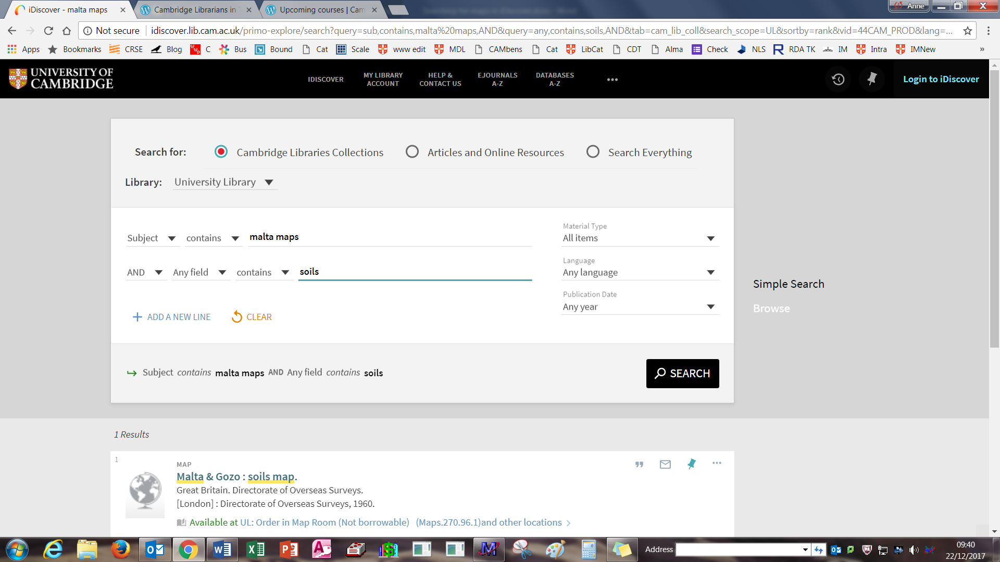 iDiscover - malta maps
Cambridge Librarians in
Upcoming courses | Cam
Anne
Not secure
idiscover.lib.cam.ac.uk/primo-explore/search?query=sub,contains,malta%20maps,AND&query=any,contains,soils,AND&tab=cam_lib_coll&search_scope=UL&sortby=rank&vid=44CAM_PROD&lang=...
Apps Bookmarks CRSE Blog C Bus Bound Cat Scale www edit MDL CAMbens Cat LibCat CDT Alma Check NLS RDA TK IM Intra IMNew »
UNIVERSITY OF
CAMBRIDGE
IDISCOVER
MY LIBRARY
ACCOUNT
HELP &
CONTACT US
EJOURNALS
A-Z
DATABASES
A-Z
Login to iDiscover
Search for: Cambridge Libraries Collections Articles and Online Resources Search Everything
Library: University Library
Subject contains malta maps
AND Any field contains soils
Material Type
All items
Language
Any language
Publication Date
Any year
ADD A NEW LINE CLEAR
Simple Search
Browse
Subject contains malta maps AND Any field contains soils
SEARCH
1 Results
1
MAP
Malta & Gozo : soils map.
Great Britain. Directorate of Overseas Surveys.
[London] : Directorate of Overseas Surveys, 1960.
Available at UL: Order in Map Room (Not borrowable) (Maps.270.96.1)and other locations
Address
09:40
22/12/2017